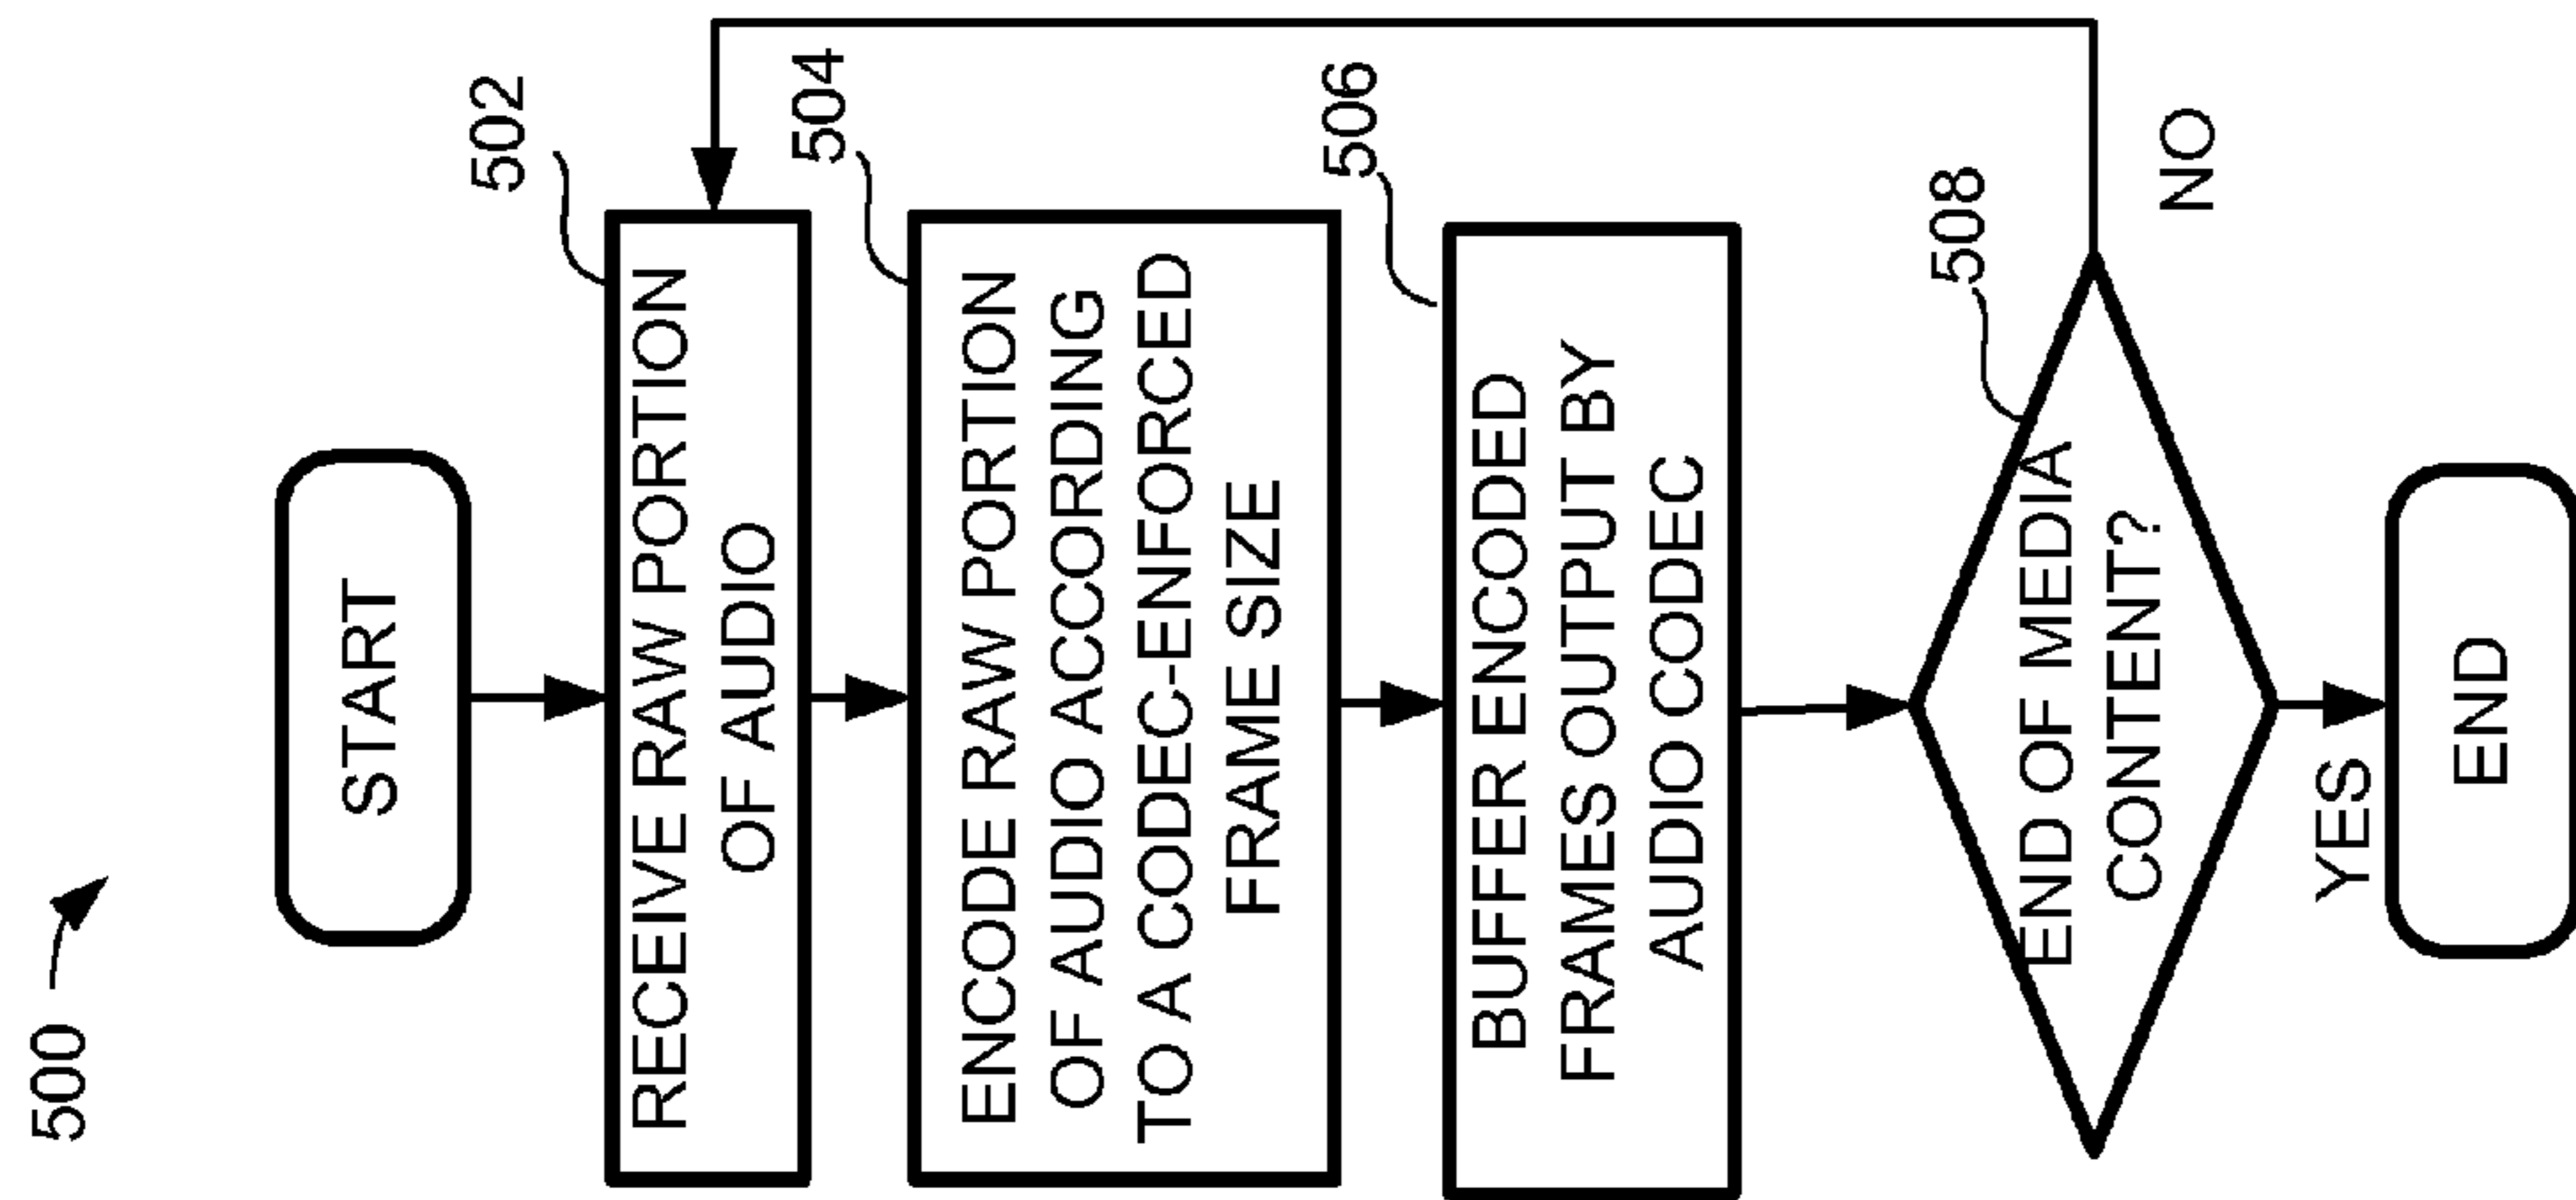 500
START
502
RECEIVE RAW PORTION
OF AUDIO
504
ENCODE RAW PORTION
OF AUDIO ACCORDING
TO A CODEC-ENFORCED
FRAME SIZE
506
BUFFER ENCODED
FRAMES OUTPUT BY
AUDIO CODEC
508
END OF MEDIA
CONTENT?
NO
YES
END